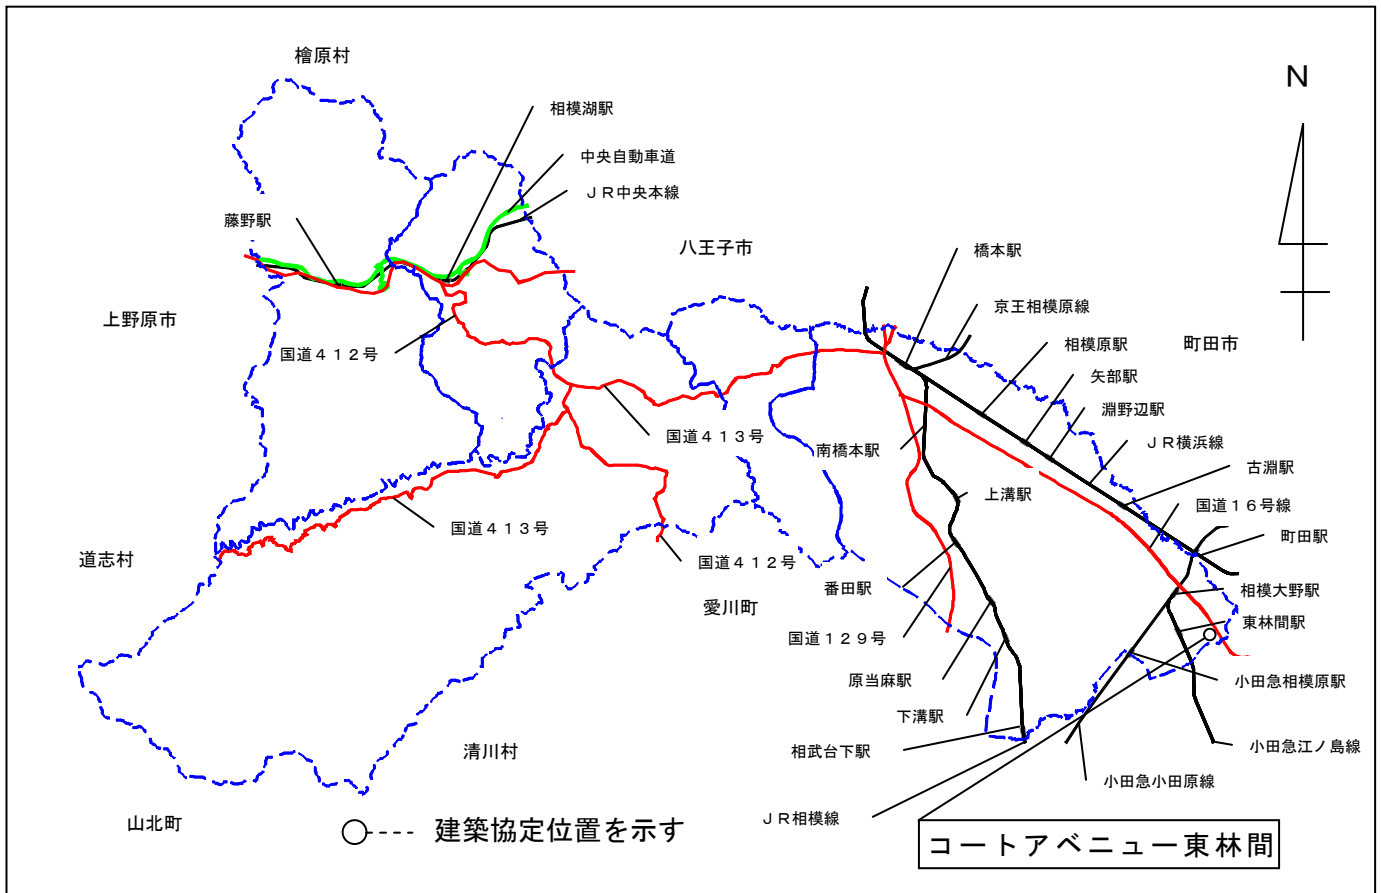 檜原村
N
相模湖駅
中央自動車道
ＪＲ中央本線
藤野駅
八王子市
橋本駅
京王相模原線
上野原市
国道４１２号
相模原駅
町田市
矢部駅
淵野辺駅
国道４１３号
南橋本駅
ＪＲ横浜線
古淵駅
上溝駅
国道１６号線
国道４１３号
町田駅
道志村
国道４１２号
番田駅
相模大野駅
愛川町
東林間駅
国道１２９号
原当麻駅
小田急相模原駅
下溝駅
相武台下駅
小田急江ノ島線
清川村
小田急小田原線
山北町
建築協定位置を示す
ＪＲ相模線
コートアベニュー東林間